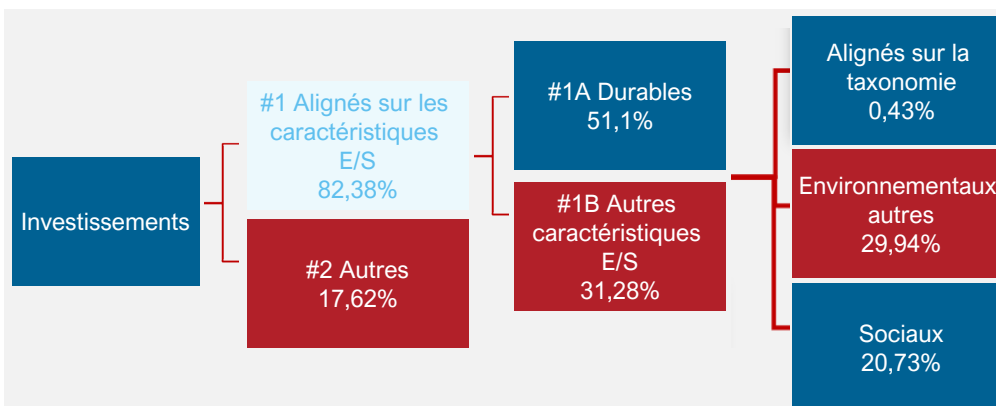 Investissements
#1 Alignés sur les
caractéristiques
E/S
82,38%
#2 Autres
17,62%
#1A Durables
51,1%
#1B Autres
caractéristiques
E/S
31,28%
Alignés sur la
taxonomie
0,43%
Environnementaux
autres
29,94%
Sociaux
20,73%